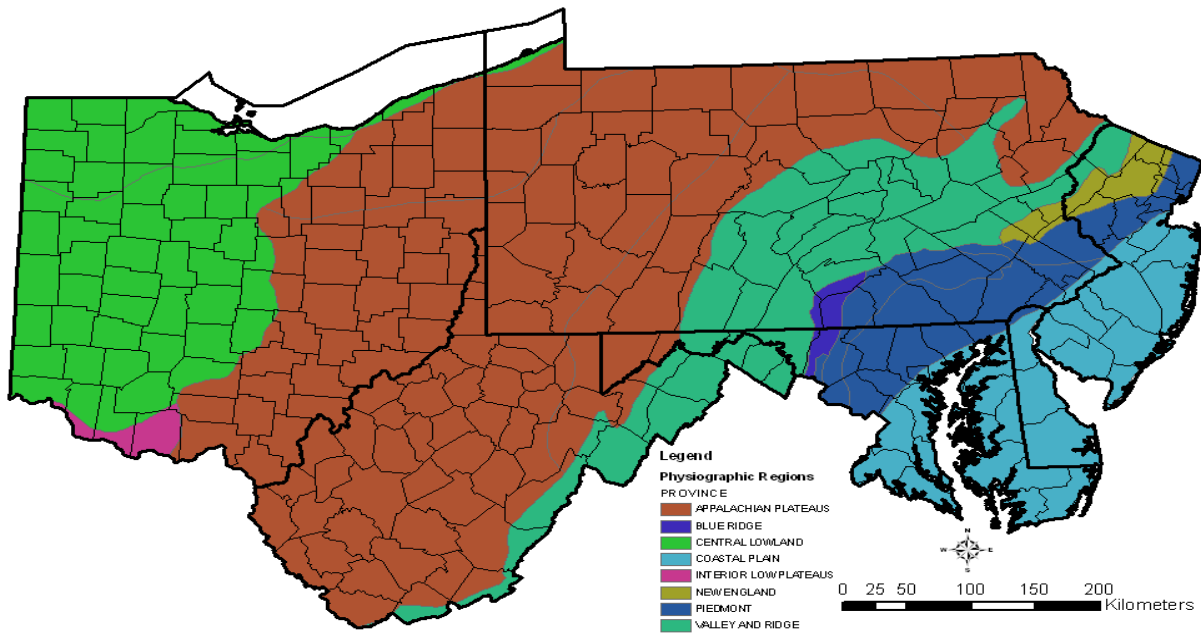 Legend
Physiographic Regions
PROVINCE
APPALACHIAN PLATEAUS
BLUE RIDGE
CENTRAL LOWLAND
COASTAL PLAIN
INTERIOR LOW PLATEAUS
NEW ENGLAND
PIEDMONT
VALLEY AND RIDGE
N
W E
S
0 25 50 100 150 200
Kilometers